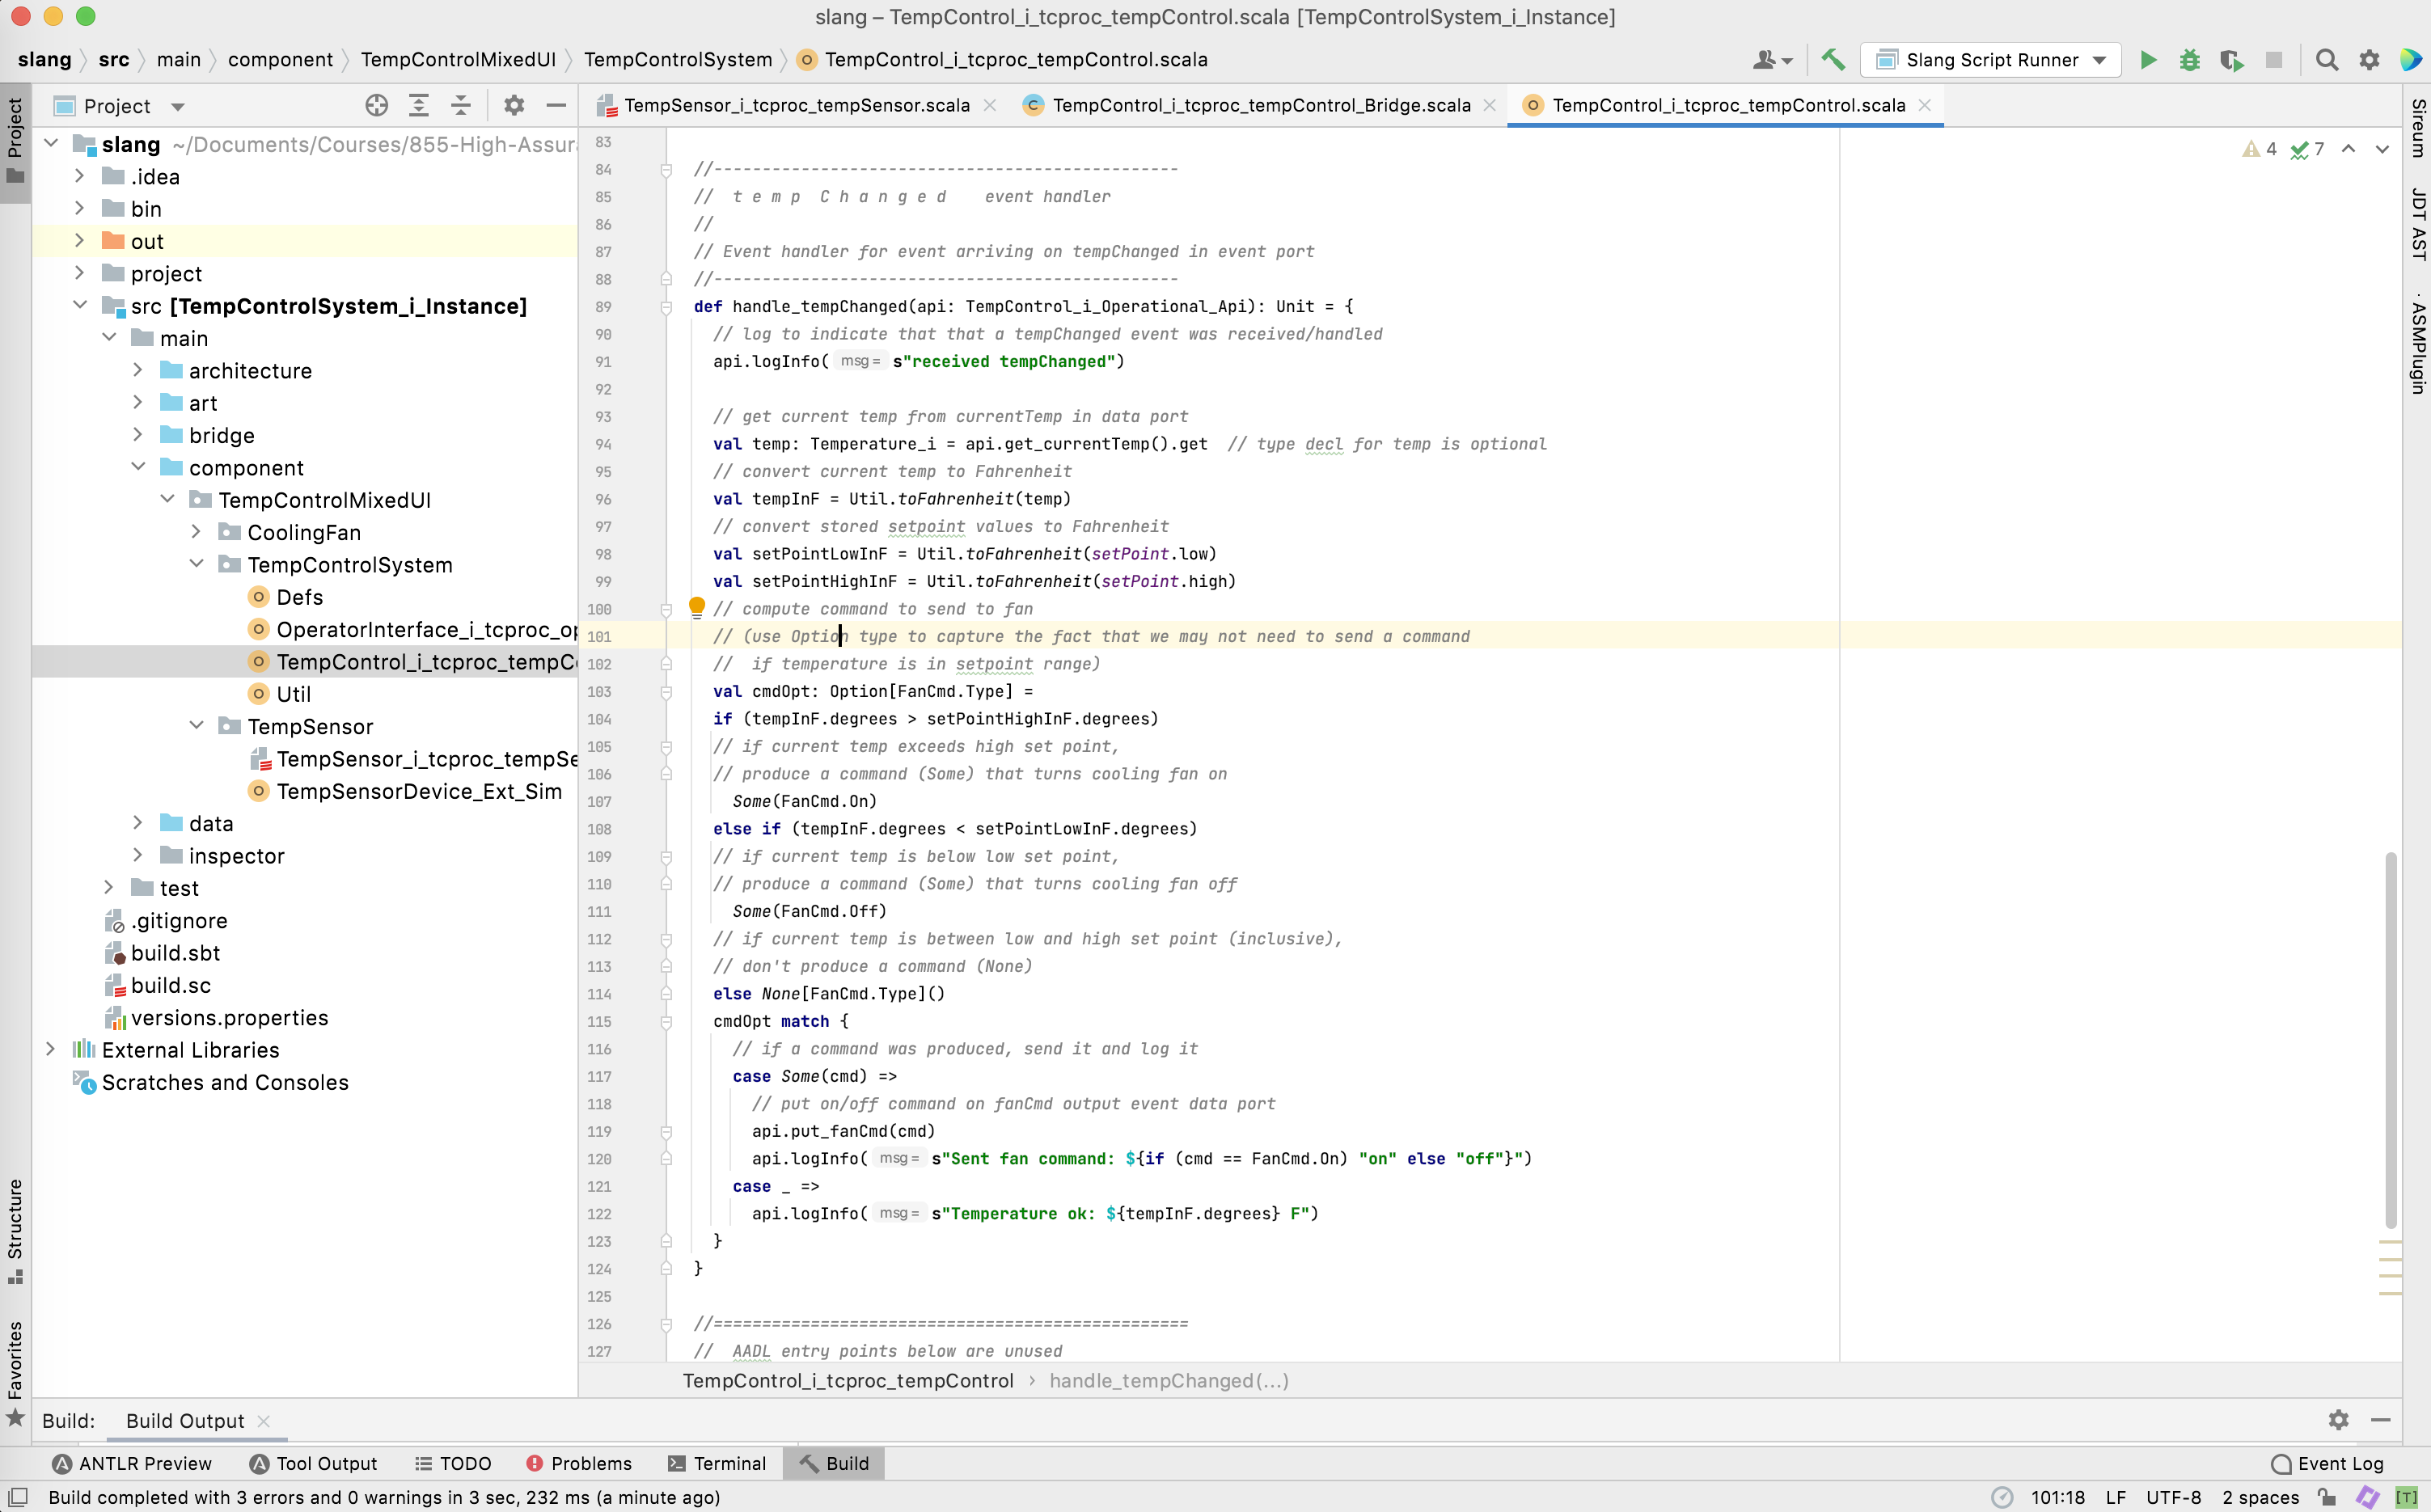 slang – TempControl_i_tcproc_tempControl.scala [TempControlSystem_i_Instance]
slang src main component TempControlMixedUI TempControlSystem TempControl_i_tcproc_tempControl.scala
Slang Script Runner
Project
TempSensor_i_tcproc_tempSensor.scala TempControl_i_tcproc_tempControl_Bridge.scala TempControl_i_tcproc_tempControl.scala
Project
Structure
Favorites
slang ~/Documents/Courses/855-High-Assur
.idea
bin
out
project
src [TempControlSystem_i_Instance]
main
architecture
art
bridge
component
TempControlMixedUI
CoolingFan
TempControlSystem
Defs
OperatorInterface_i_tcproc_op
TempControl_i_tcproc_tempCo
Util
TempSensor
TempSensor_i_tcproc_tempSe
TempSensorDevice_Ext_Sim
data
inspector
test
.gitignore
build.sbt
build.sc
versions.properties
External Libraries
Scratches and Consoles
4 7
83
84 //------------------------------------------------
85 // t e m p  C h a n g e d    event handler
86 //
87 // Event handler for event arriving on tempChanged in event port
88 //------------------------------------------------
89 def handle_tempChanged(api: TempControl_i_Operational_Api): Unit = {
90 // log to indicate that that a tempChanged event was received/handled
91 api.logInfo( msg = s"received tempChanged")
92
93 // get current temp from currentTemp in data port
94 val temp: Temperature_i = api.get_currentTemp().get  // type decl for temp is optional
95 // convert current temp to Fahrenheit
96 val tempInF = Util.toFahrenheit(temp)
97 // convert stored setpoint values to Fahrenheit
98 val setPointLowInF = Util.toFahrenheit(setPoint.low)
99 val setPointHighInF = Util.toFahrenheit(setPoint.high)
100 // compute command to send to fan
101 // (use Option type to capture the fact that we may not need to send a command
102 //  if temperature is in setpoint range)
103 val cmdOpt: Option[FanCmd.Type] =
104 if (tempInF.degrees > setPointHighInF.degrees)
105 // if current temp exceeds high set point,
106 // produce a command (Some) that turns cooling fan on
107 Some(FanCmd.On)
108 else if (tempInF.degrees < setPointLowInF.degrees)
109 // if current temp is below low set point,
110 // produce a command (Some) that turns cooling fan off
111 Some(FanCmd.Off)
112 // if current temp is between low and high set point (inclusive),
113 // don't produce a command (None)
114 else None[FanCmd.Type]()
115 cmdOpt match {
116 // if a command was produced, send it and log it
117 case Some(cmd) =>
118 // put on/off command on fanCmd output event data port
119 api.put_fanCmd(cmd)
120 api.logInfo( msg = s"Sent fan command: ${if (cmd == FanCmd.On) "on" else "off"}")
121 case _ =>
122 api.logInfo( msg = s"Temperature ok: ${tempInF.degrees} F")
123 }
124 }
125
126 //=================================================
127 //  AADL entry points below are unused
TempControl_i_tcproc_tempControl › handle_tempChanged(...)
Sireum
JDT AST
ASMPlugin
Build: Build Output
ANTLR Preview Tool Output TODO Problems Terminal Build Event Log
Build completed with 3 errors and 0 warnings in 3 sec, 232 ms (a minute ago) 101:18 LF UTF-8 2 spaces [T]